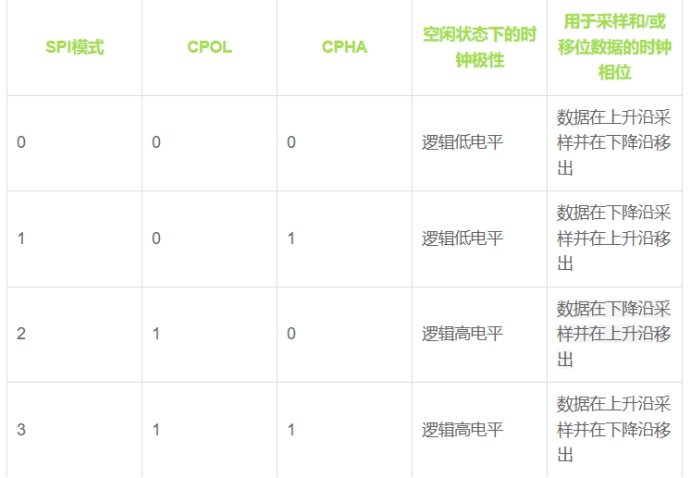 SPI模式 CPOL CPHA 空闲状态下的时钟极性 用于采样和/或移位数据的时钟相位
0 0 0 逻辑低电平 数据在上升沿采样并在下降沿移出
1 0 1 逻辑低电平 数据在下降沿采样并在上升沿移出
2 1 0 逻辑高电平 数据在下降沿采样并在上升沿移出
3 1 1 逻辑高电平 数据在上升沿采样并在下降沿移出